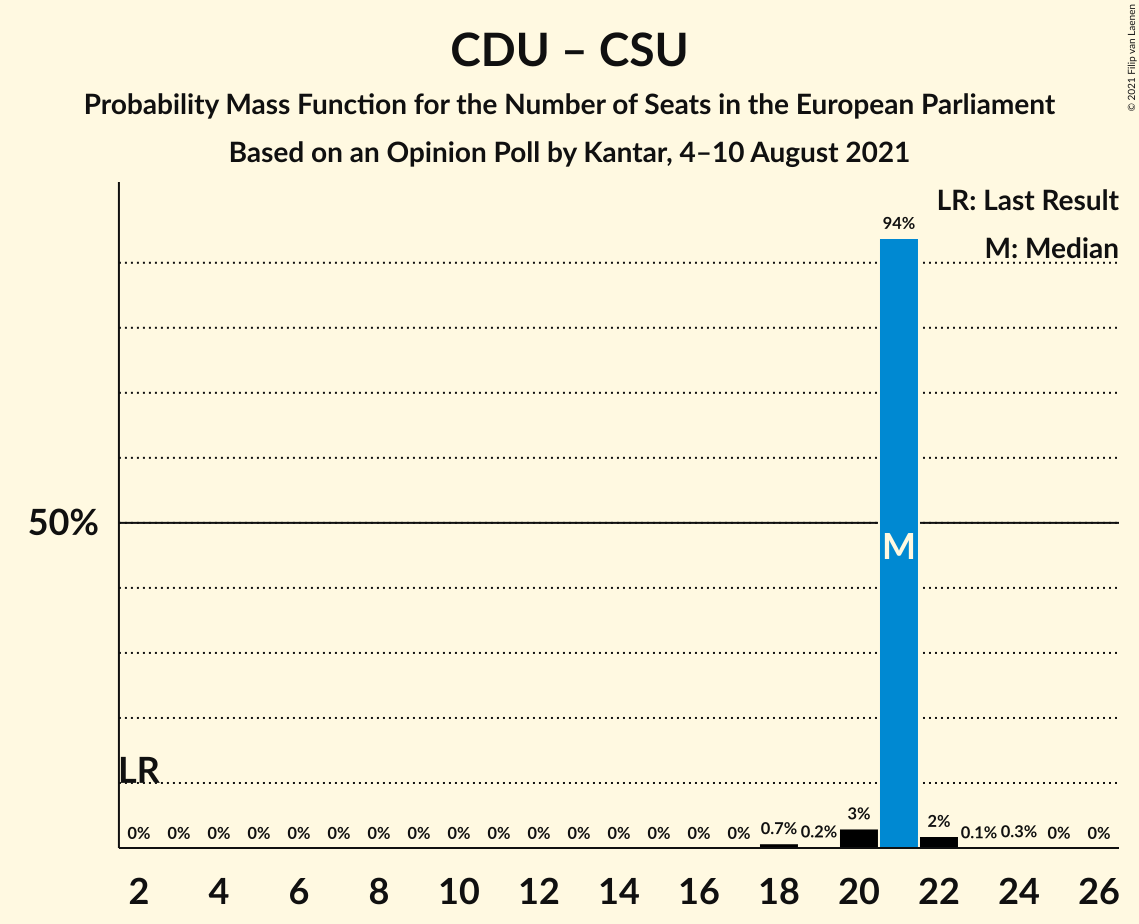 CDU – CSU
Probability Mass Function for the Number of Seats in the European Parliament
Based on an Opinion Poll by Kantar, 4–10 August 2021
© 2021 Filip van Laenen
LR: Last Result
M: Median
94%
50%
M
LR
0% 0% 0% 0% 0% 0% 0% 0% 0% 0% 0% 0% 0% 0% 0% 0% 0.7% 0.2% 3% 2% 0.1% 0.3% 0% 0%
2 4 6 8 10 12 14 16 18 20 22 24 26